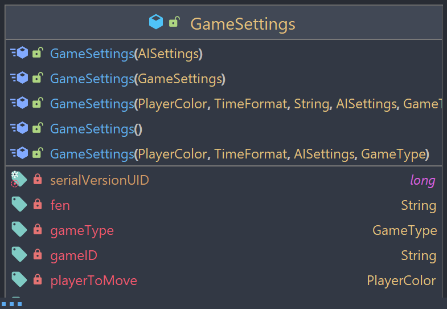 GameSettings
GameSettings(AISettings)
GameSettings(GameSettings)
GameSettings(PlayerColor, TimeFormat, String, AISettings, GameT
GameSettings()
GameSettings(PlayerColor, TimeFormat, AISettings, GameType)
serialVersionUID long
fen String
gameType GameType
gameID String
playerToMove PlayerColor